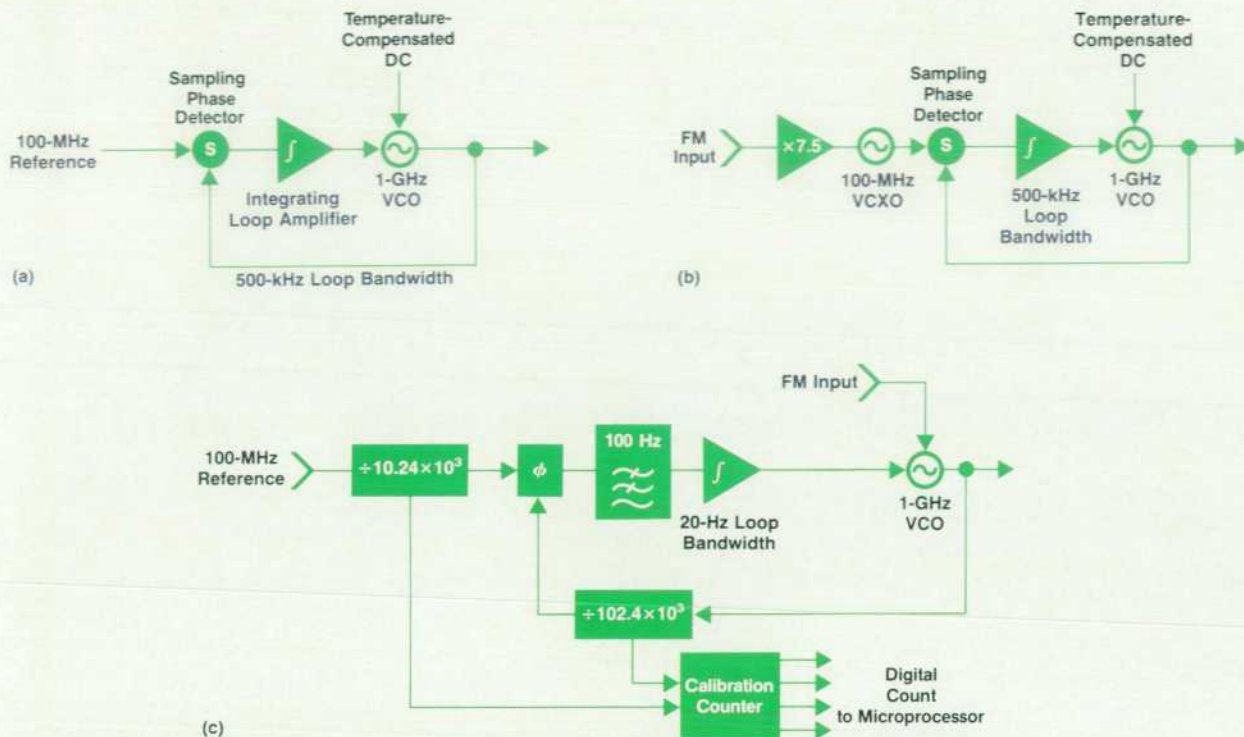 Temperature-
Compensated
DC
Sampling
Phase
Detector
100-MHz
Reference
S
∫
1-GHz
VCO
Integrating
Loop Amplifier
500-kHz Loop Bandwidth
(a)
Temperature-
Compensated
DC
Sampling
Phase
Detector
FM
Input
×7.5
100-MHz
VCXO
S
∫
500-kHz
Loop
Bandwidth
1-GHz
VCO
(b)
FM Input
100-MHz
Reference
÷10.24×10³
ϕ
100 Hz
∫
20-Hz Loop
Bandwidth
1-GHz
VCO
÷102.4×10³
Calibration
Counter
Digital
Count
to Microprocessor
(c)